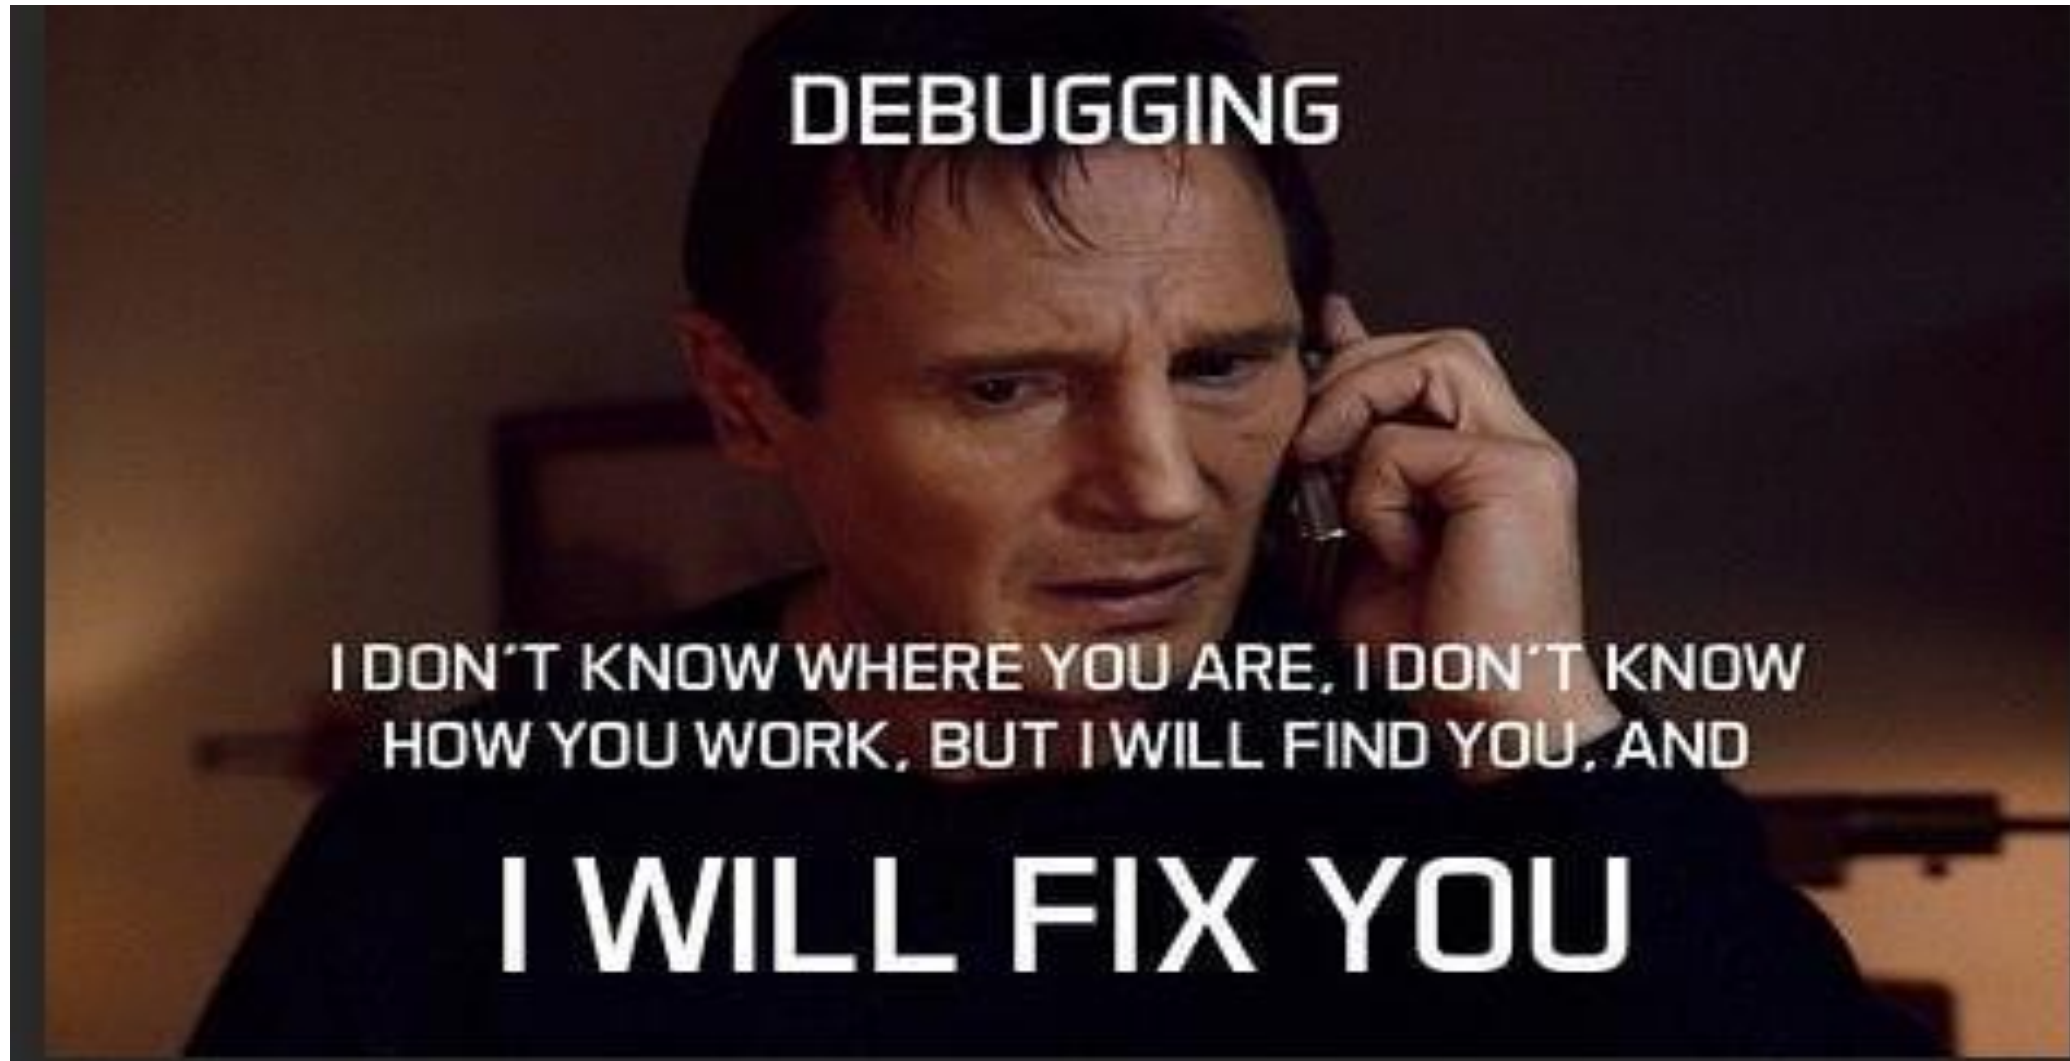 DEBUGGING
I DON'T KNOW WHERE YOU ARE, I DON'T KNOW
HOW YOU WORK, BUT I WILL FIND YOU, AND
I WILL FIX YOU